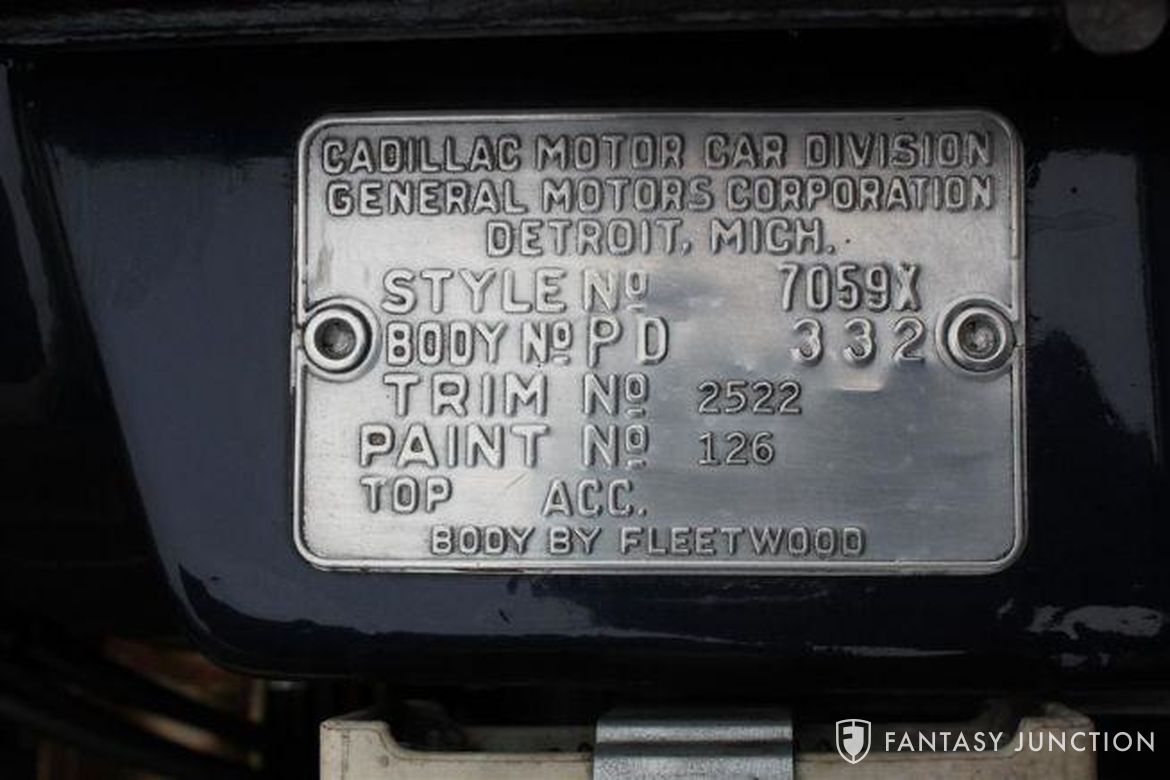 CADILLAC MOTOR CAR DIVISION
GENERAL MOTORS CORPORATION
DETROIT, MICH.
STYLE Nº 7059X
BODY Nº PD 332
TRIM Nº 2522
PAINT Nº 126
TOP ACC.
BODY BY FLEETWOOD
FANTASY JUNCTION